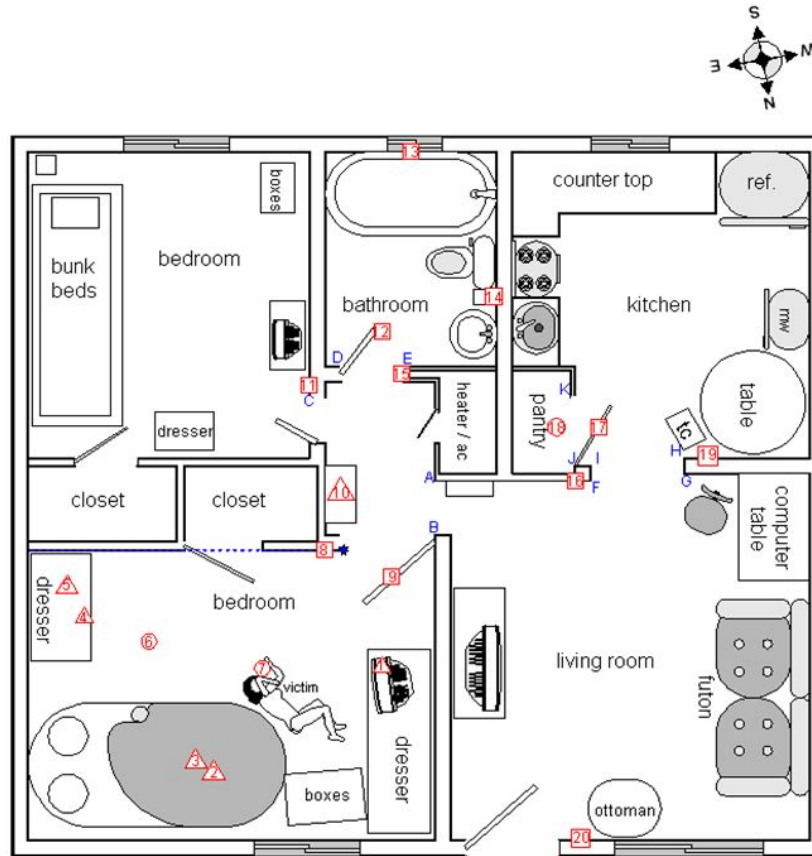 S
E
W
N
13
boxes
counter top
ref.
bunk
beds
bedroom
bathroom
14
kitchen
mw
12
D
E
11
C
15
K
heater / ac
pantry
18
17
tc
table
dresser
H
19
J
I
A
16
F
G
closet
closet
10
computer
table
B
8
9
dresser
5
4
bedroom
6
7
victim
1
living room
futon
3
2
dresser
boxes
ottoman
20